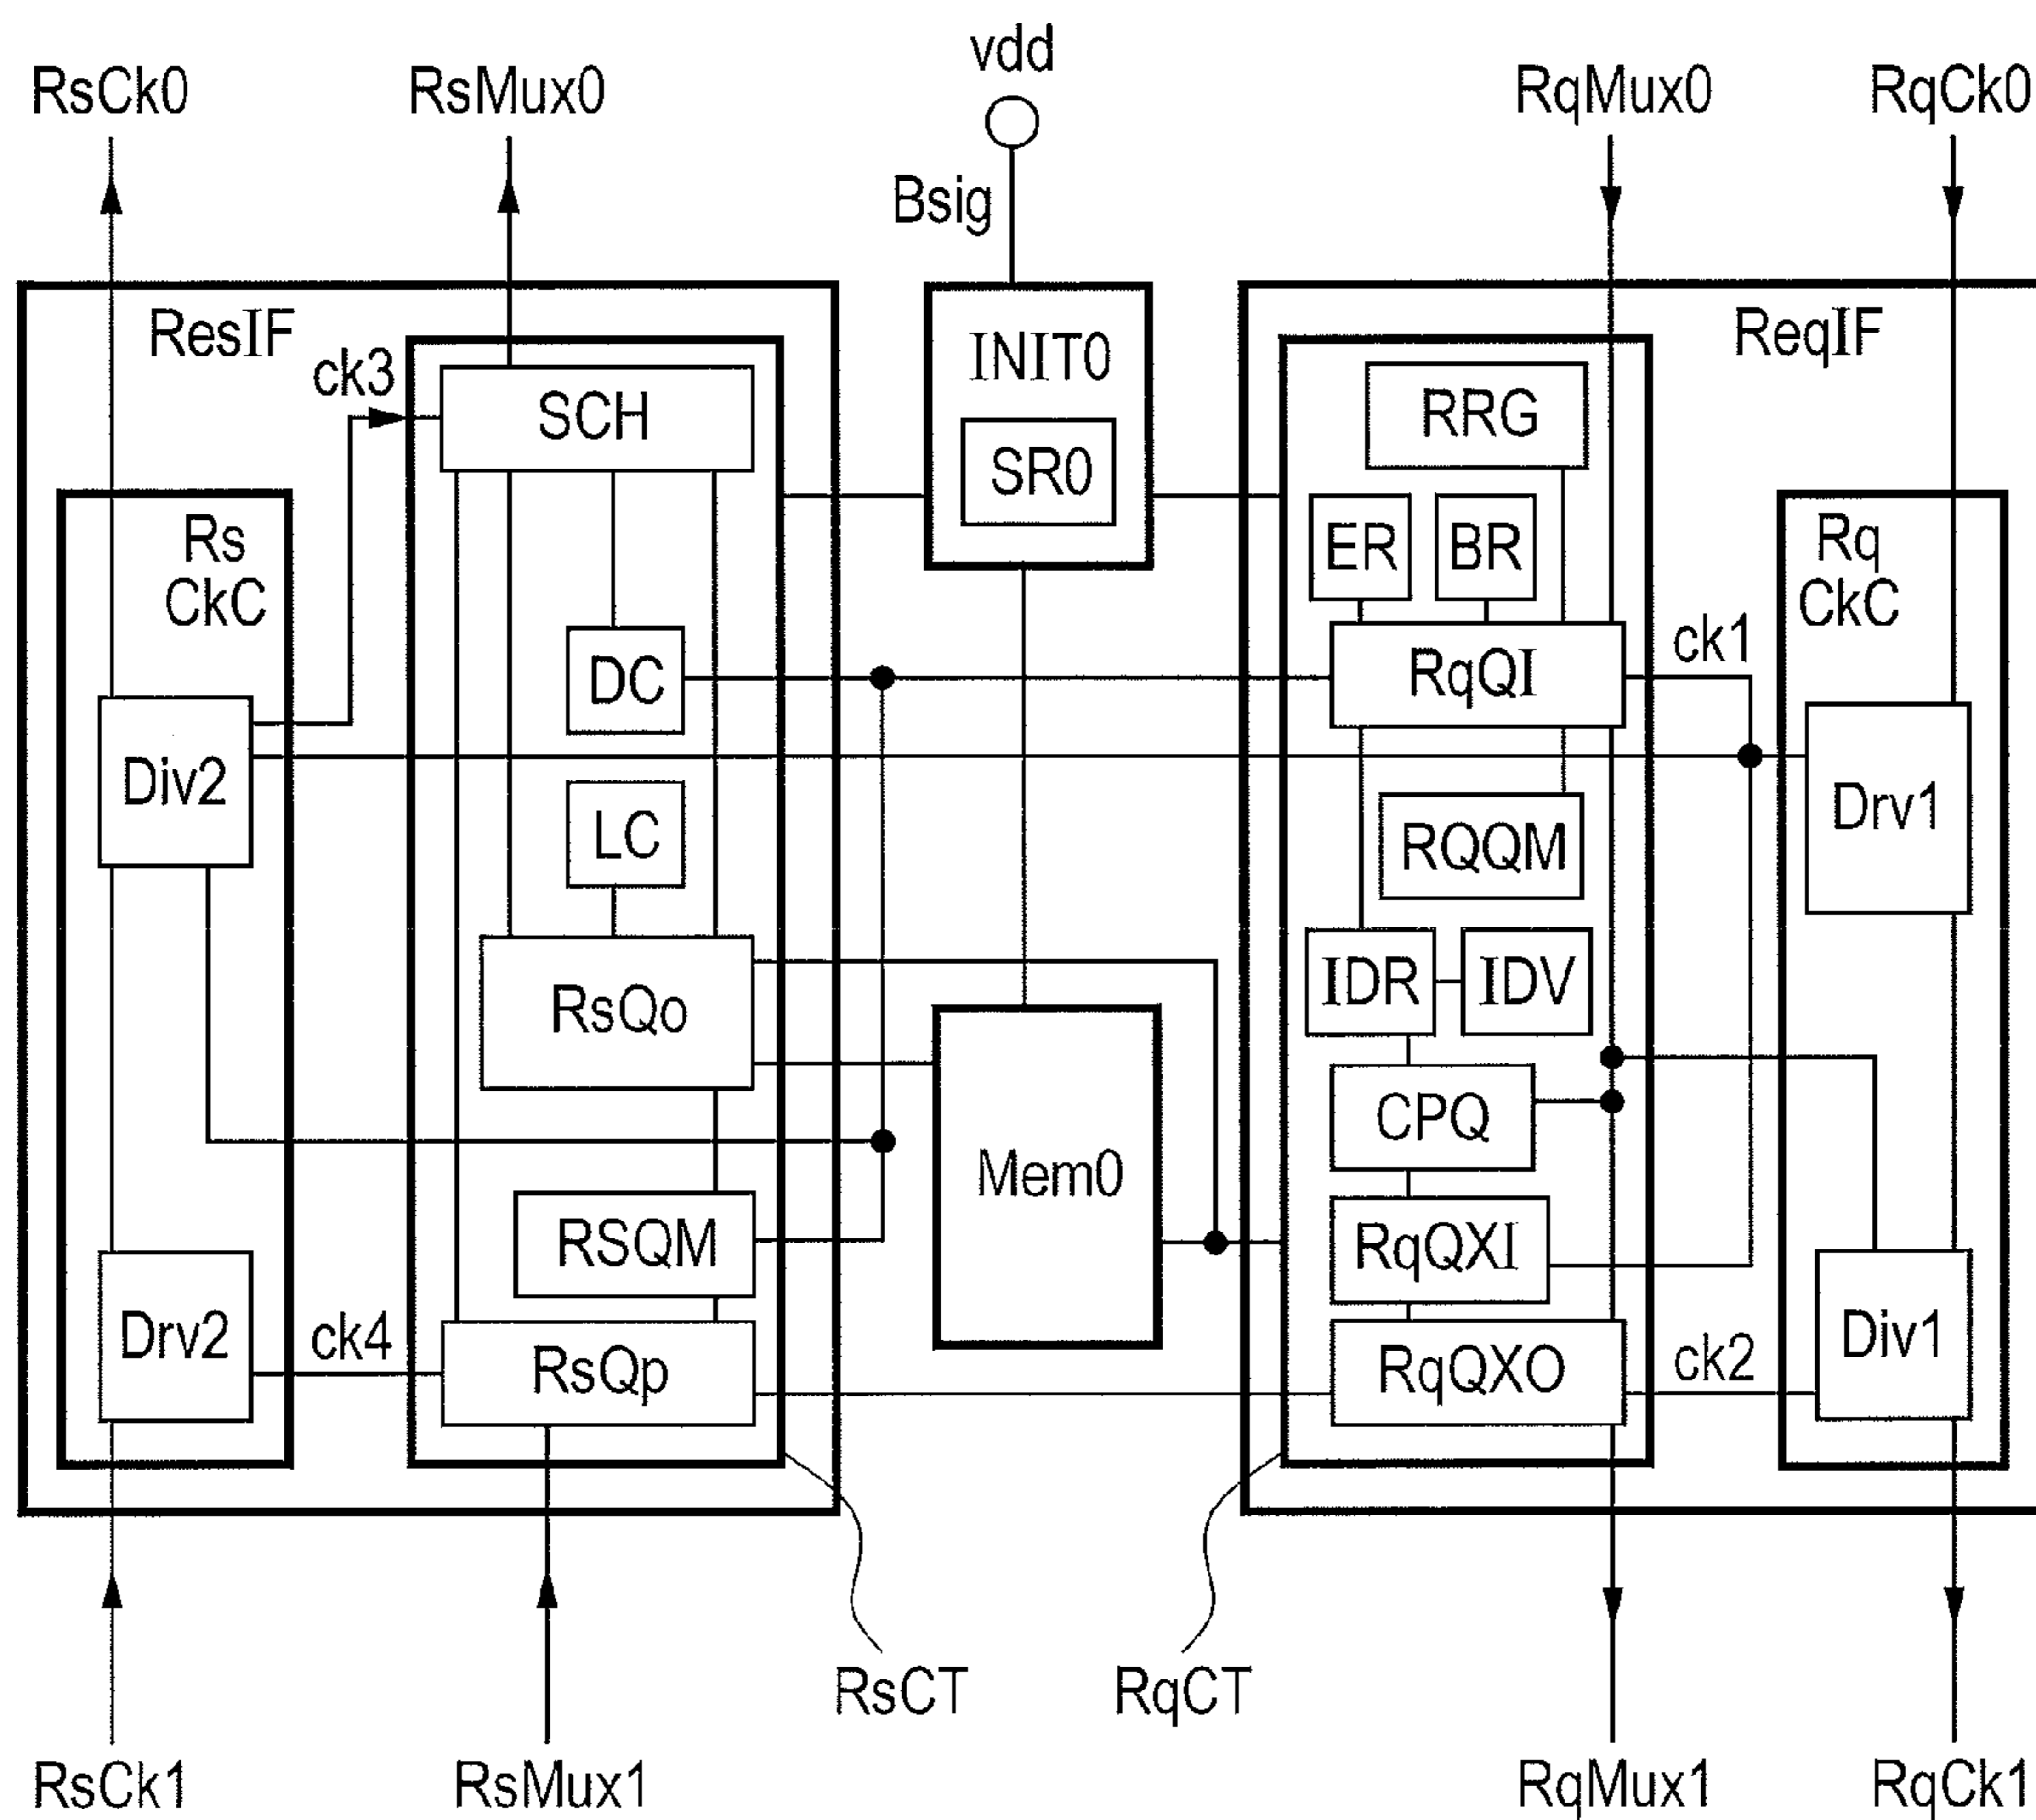 vdd
RsCk0
RsMux0
RqMux0
RqCk0
Bsig
ResIF
ReqIF
INIT0
SR0
ck3
SCH
RRG
Rs
CkC
ER
BR
Rq
CkC
DC
RqQI
ck1
Div2
LC
RQQM
Drv1
RsQo
IDR
IDV
Mem0
CPQ
RSQM
RqQXI
Drv2
ck4
RsQp
RqQXO
ck2
Div1
RsCT
RqCT
RsCk1
RsMux1
RqMux1
RqCk1